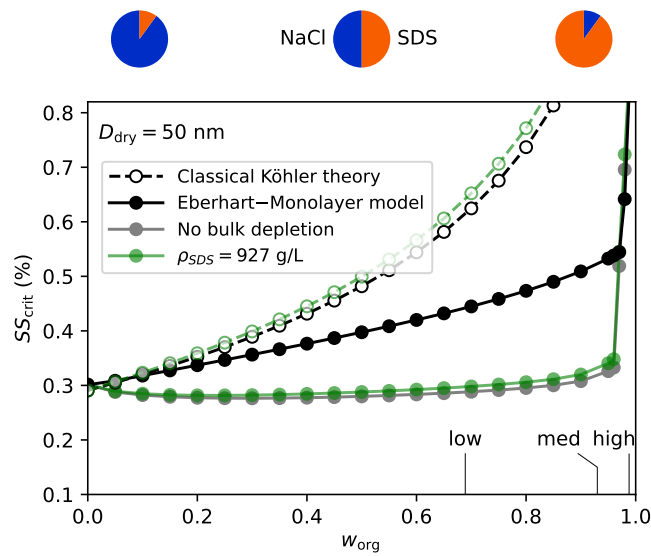 NaCl SDS
D_dry = 50 nm
Classical Köhler theory
Eberhart−Monolayer model
No bulk depletion
ρ_SDS = 927 g/L
SS_crit (%)
0.8
0.7
0.6
0.5
0.4
0.3
0.2
0.1
low med high
0.0 0.2 0.4 0.6 0.8 1.0
w_org